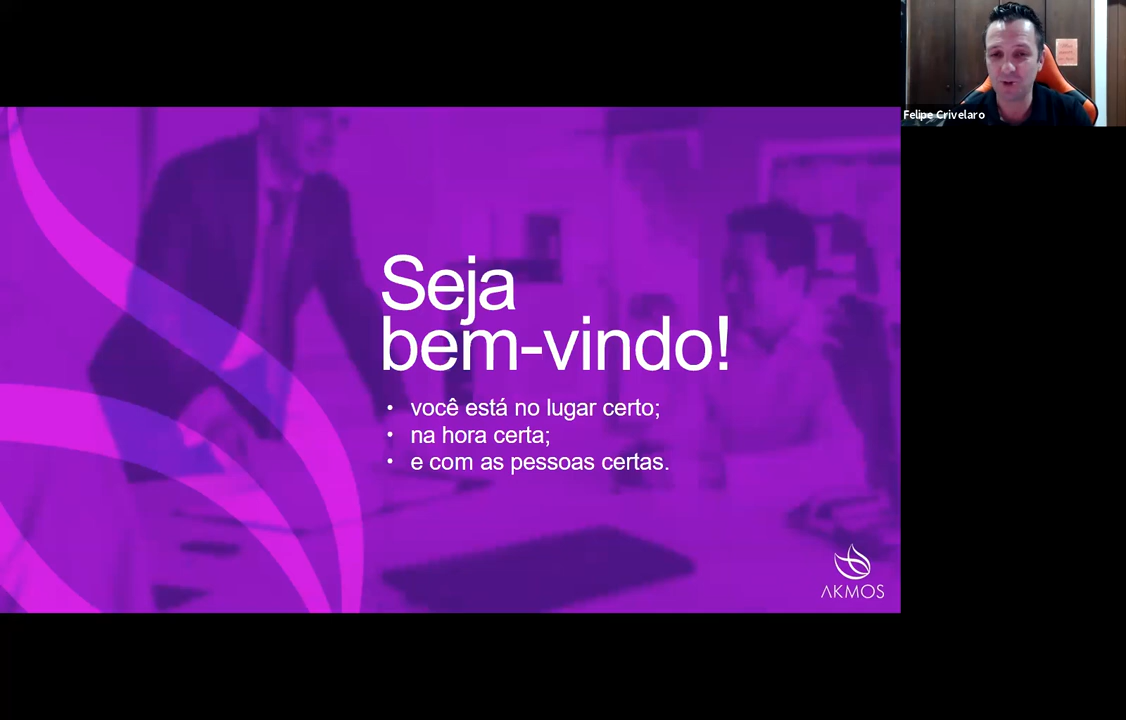 Felipe Crivelaro
Seja
bem-vindo!
• você está no lugar certo;
• na hora certa;
• e com as pessoas certas.
AKMOS